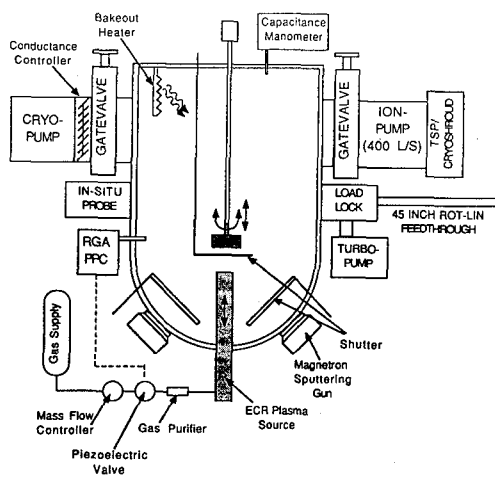 Bakeout
Heater
Capacitance
Manometer
Conductance
Controller
CRYO-
PUMP
GATEVALVE
GATEVALVE
ION-
PUMP
(400 L/S)
TSP/
CRYOSHROUD
IN-SITU
PROBE
LOAD
LOCK
45 INCH ROT-LIN
FEEDTHROUGH
RGA
PPC
TURBO-
PUMP
Gas Supply
Shutter
Magnetron
Sputtering
Gun
ECR Plasma
Source
Mass Flow
Controller
Gas Purifier
Piezoelectric
Valve